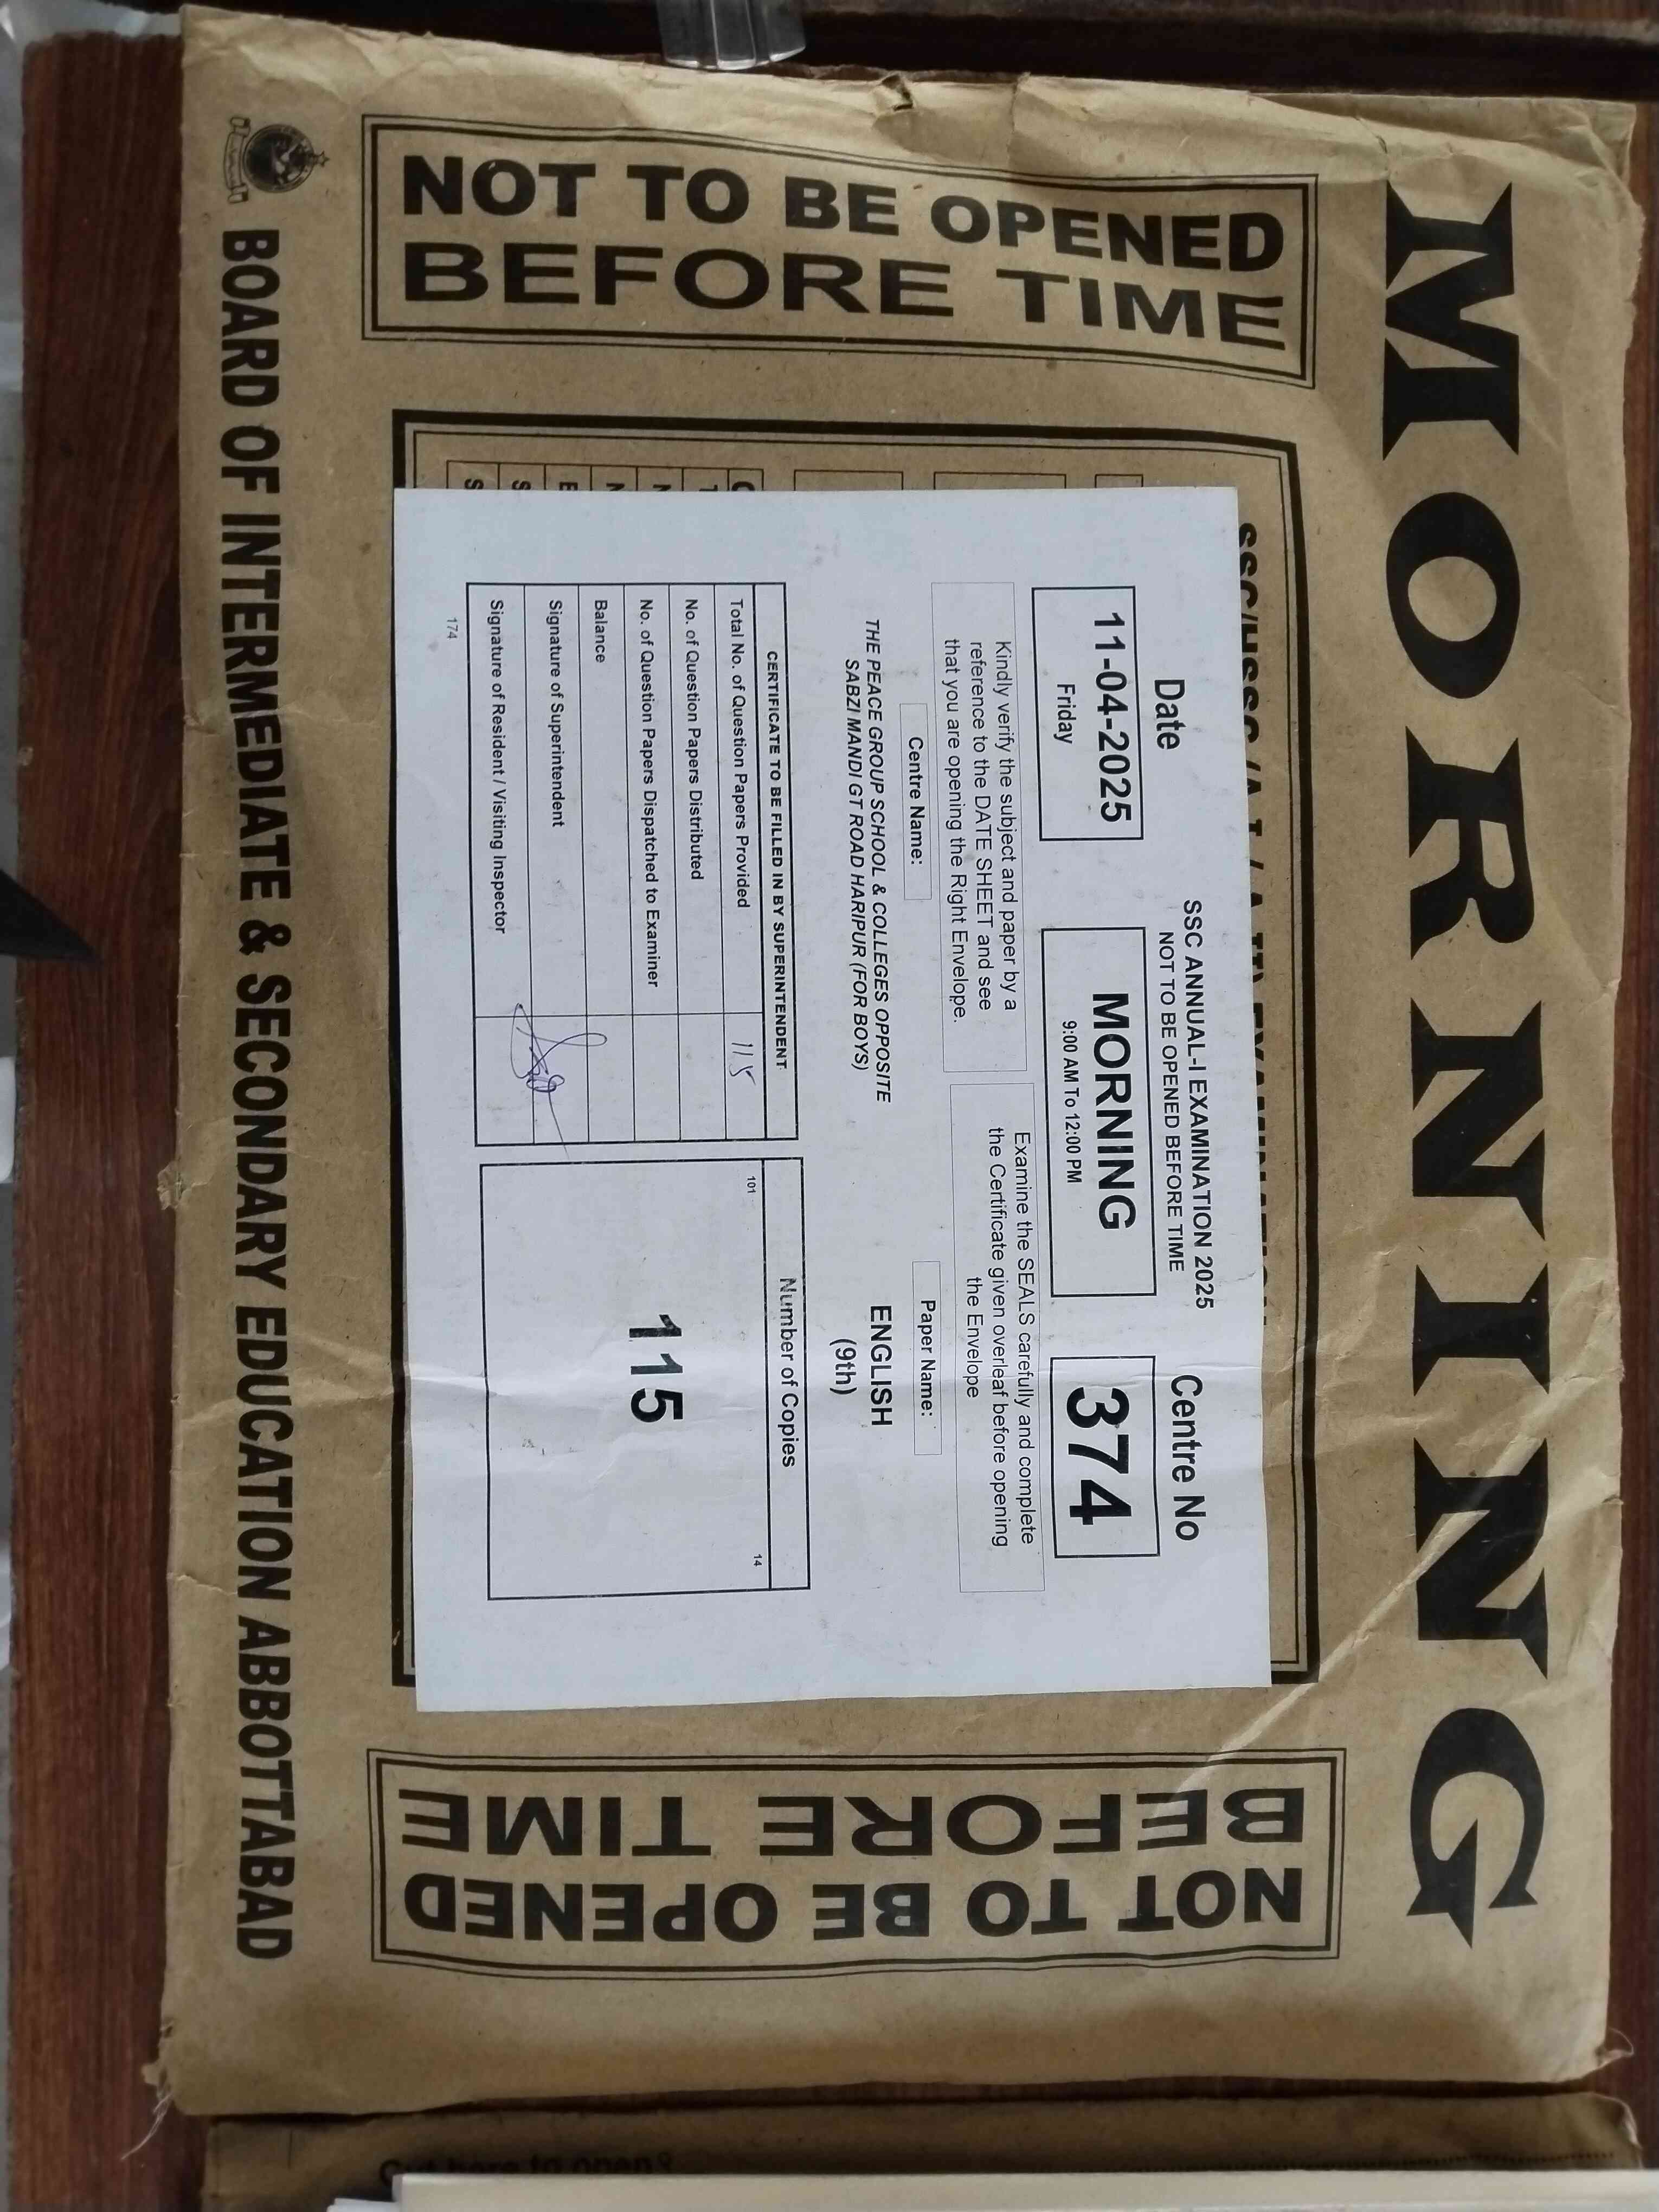 MORNING
NOT TO BE OPENED
BEFORE TIME
SSC ANNUAL-I EXAMINATION 2025
NOT TO BE OPENED BEFORE TIME
Date
Centre No
11-04-2025
Friday
MORNING
9:00 AM To 12:00 PM
374
Kindly verify the subject and paper by a
reference to the DATE SHEET and see
that you are opening the Right Envelope.
Examine the SEALS carefully and complete
the Certificate given overleaf before opening
the Envelope
Centre Name:
Paper Name:
THE PEACE GROUP SCHOOL & COLLEGES OPPOSITE
SABZI MANDI GT ROAD HARIPUR (FOR BOYS)
ENGLISH
(9th)
CERTIFICATE TO BE FILLED IN BY SUPERINTENDENT
Total No. of Question Papers Provided 115
No. of Question Papers Distributed
No. of Question Papers Dispatched to Examiner
Balance
Signature of Superintendent
Signature of Resident / Visiting Inspector
174
Number of Copies
101
14
115
NOT TO BE OPENED
BEFORE TIME
BOARD OF INTERMEDIATE & SECONDARY EDUCATION ABBOTTABAD
Cut here to open